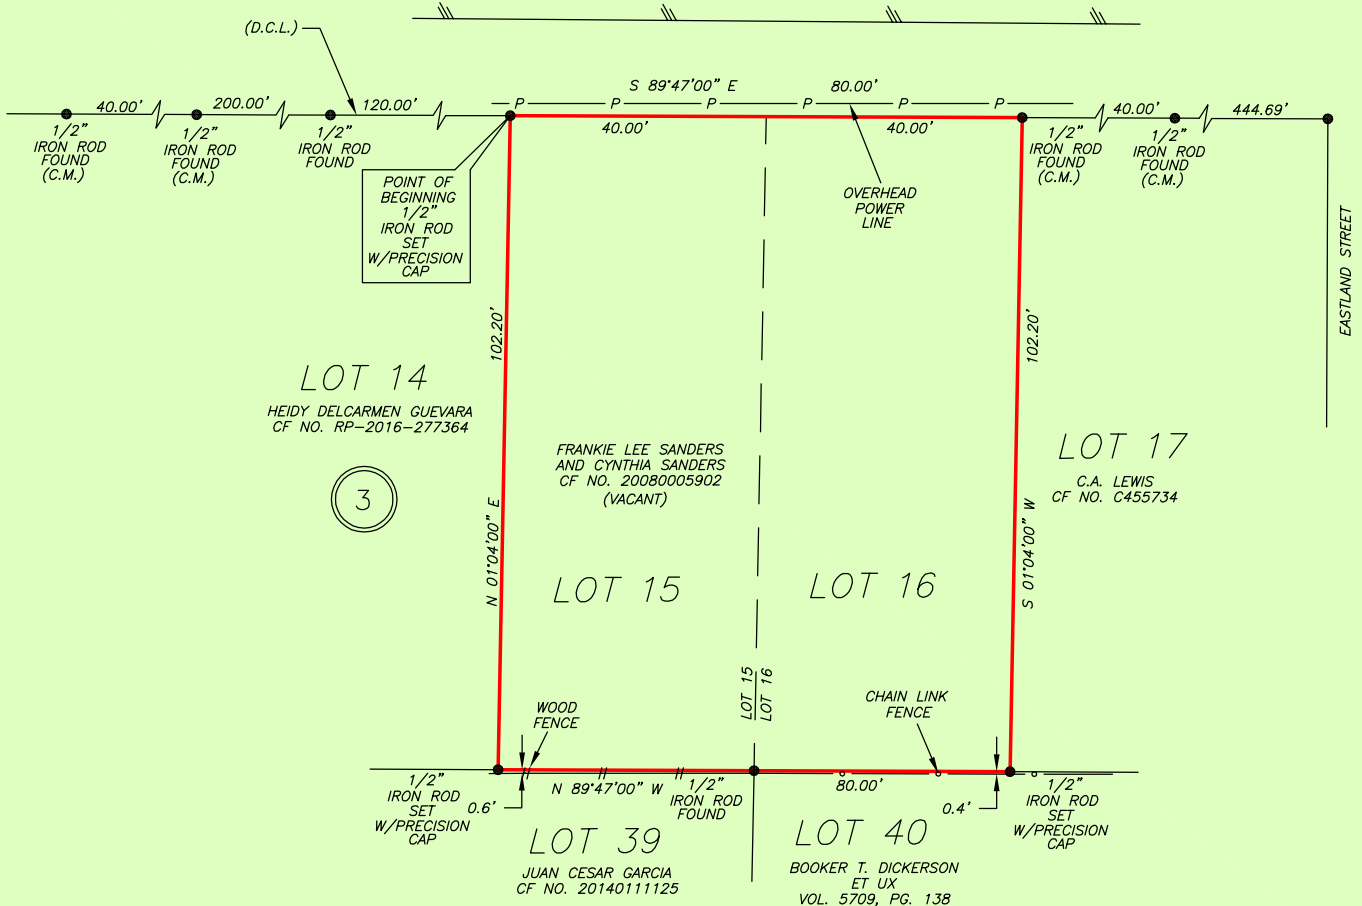 (D.C.L.)
S 89°47'00" E
80.00'
P P P P P P
40.00'
200.00'
120.00'
40.00'
40.00'
40.00'
444.69'
1/2"
IRON ROD
FOUND
(C.M.)
1/2"
IRON ROD
FOUND
(C.M.)
1/2"
IRON ROD
FOUND
1/2"
IRON ROD
FOUND
(C.M.)
1/2"
IRON ROD
FOUND
(C.M.)
POINT OF
BEGINNING
1/2"
IRON ROD
SET
W/PRECISION
CAP
OVERHEAD
POWER
LINE
EASTLAND STREET
102.20'
102.20'
LOT 14
HEIDY DELCARMEN GUEVARA
CF NO. RP-2016-277364
3
FRANKIE LEE SANDERS
AND CYNTHIA SANDERS
CF NO. 20080005902
(VACANT)
LOT 17
C.A. LEWIS
CF NO. C455734
N 01°04'00" E
S 01°04'00" W
LOT 15
LOT 16
LOT 15
LOT 16
WOOD
FENCE
CHAIN LINK
FENCE
1/2"
IRON ROD
SET
W/PRECISION
CAP
0.6'
N 89°47'00" W
1/2"
IRON ROD
FOUND
80.00'
0.4'
1/2"
IRON ROD
SET
W/PRECISION
CAP
LOT 39
JUAN CESAR GARCIA
CF NO. 20140111125
LOT 40
BOOKER T. DICKERSON
ET UX
VOL. 5709, PG. 138